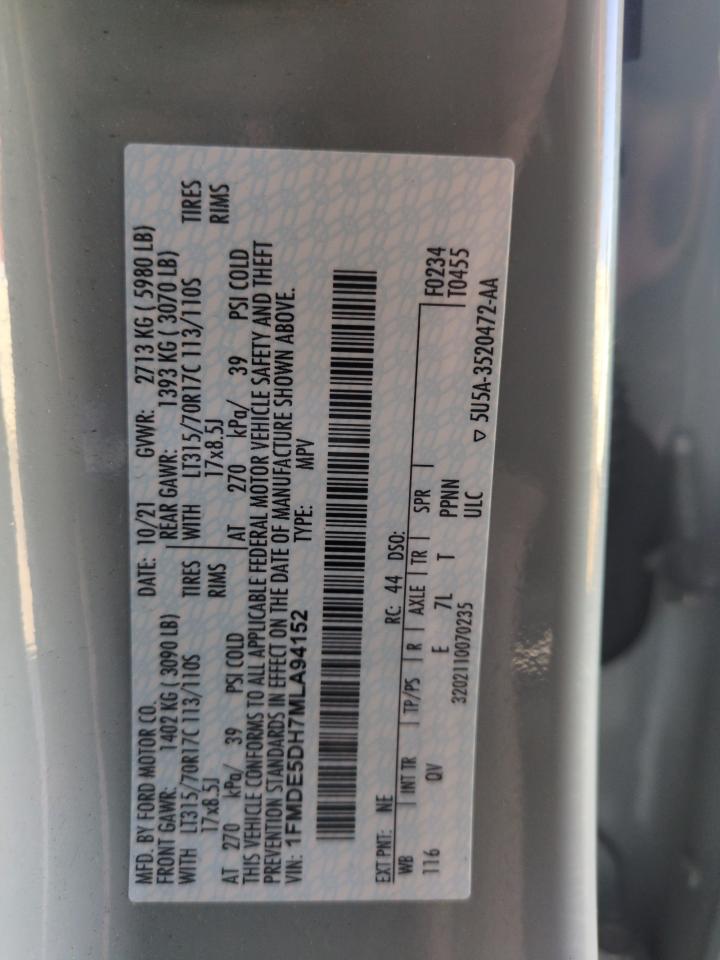 MFD. BY FORD MOTOR CO.
DATE: 10/21 GVWR: 2713 KG ( 5980 LB)
FRONT GAWR: 1402 KG ( 3090 LB) REAR GAWR: 1393 KG ( 3070 LB)
WITH LT315/70R17C 113/110S TIRES WITH LT315/70R17C 113/110S TIRES
17x8.5J RIMS 17x8.5J RIMS
AT 270 kPa/ 39 PSI COLD AT 270 kPa/ 39 PSI COLD
THIS VEHICLE CONFORMS TO ALL APPLICABLE FEDERAL MOTOR VEHICLE SAFETY AND THEFT
PREVENTION STANDARDS IN EFFECT ON THE DATE OF MANUFACTURE SHOWN ABOVE.
VIN: 1FMDE5DH7MLA94152 TYPE: MPV
EXT PNT: NE RC: 44 DSO: F0234
WB INT TR TP/PS R AXLE TR SPR T0455
116 QV E 7L T PPNN
3202110070235 ULC ▽ 5U5A-3520472-AA